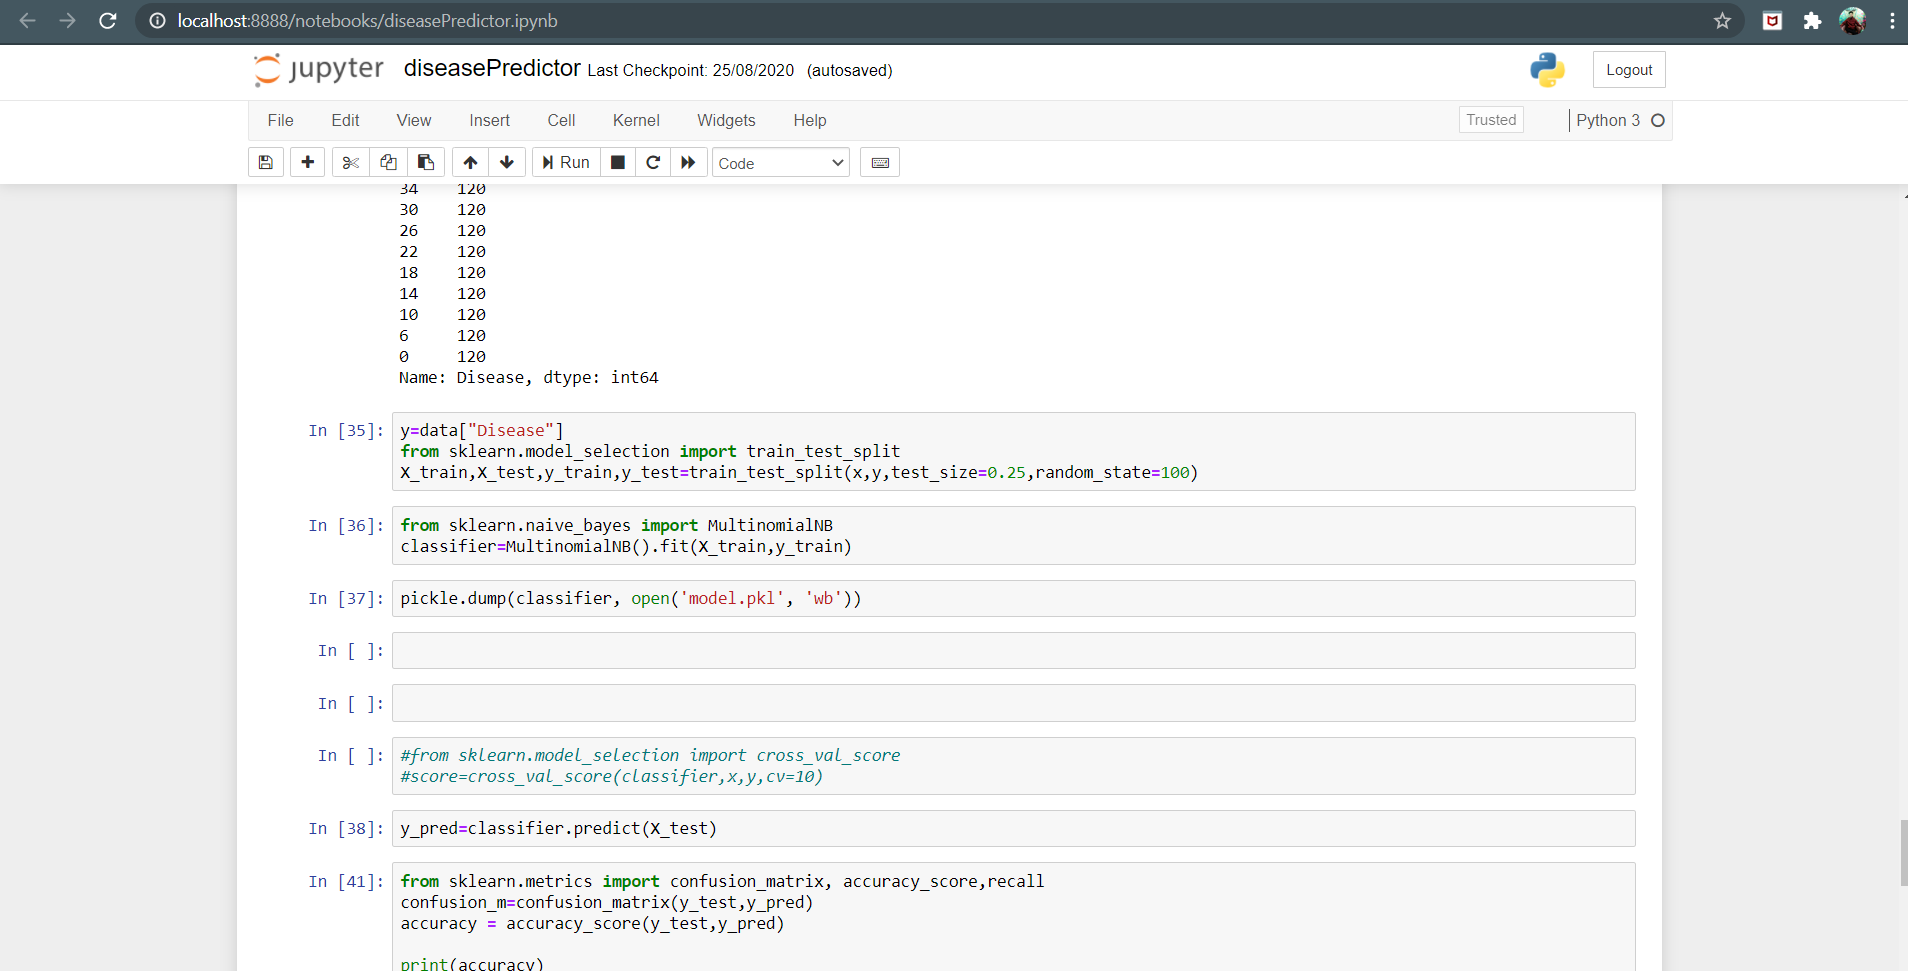 localhost:8888/notebooks/diseasePredictor.ipynb
jupyter diseasePredictor Last Checkpoint: 25/08/2020 (autosaved) Logout
File Edit View Insert Cell Kernel Widgets Help Trusted Python 3
Run Code
34 120
30 120
26 120
22 120
18 120
14 120
10 120
6 120
0 120
Name: Disease, dtype: int64
In [35]: y=data["Disease"]
from sklearn.model_selection import train_test_split
X_train,X_test,y_train,y_test=train_test_split(x,y,test_size=0.25,random_state=100)
In [36]: from sklearn.naive_bayes import MultinomialNB
classifier=MultinomialNB().fit(X_train,y_train)
In [37]: pickle.dump(classifier, open('model.pkl', 'wb'))
In [ ]:
In [ ]:
In [ ]: #from sklearn.model_selection import cross_val_score
#score=cross_val_score(classifier,x,y,cv=10)
In [38]: y_pred=classifier.predict(X_test)
In [41]: from sklearn.metrics import confusion_matrix, accuracy_score,recall
confusion_m=confusion_matrix(y_test,y_pred)
accuracy = accuracy_score(y_test,y_pred)
print(accuracy)